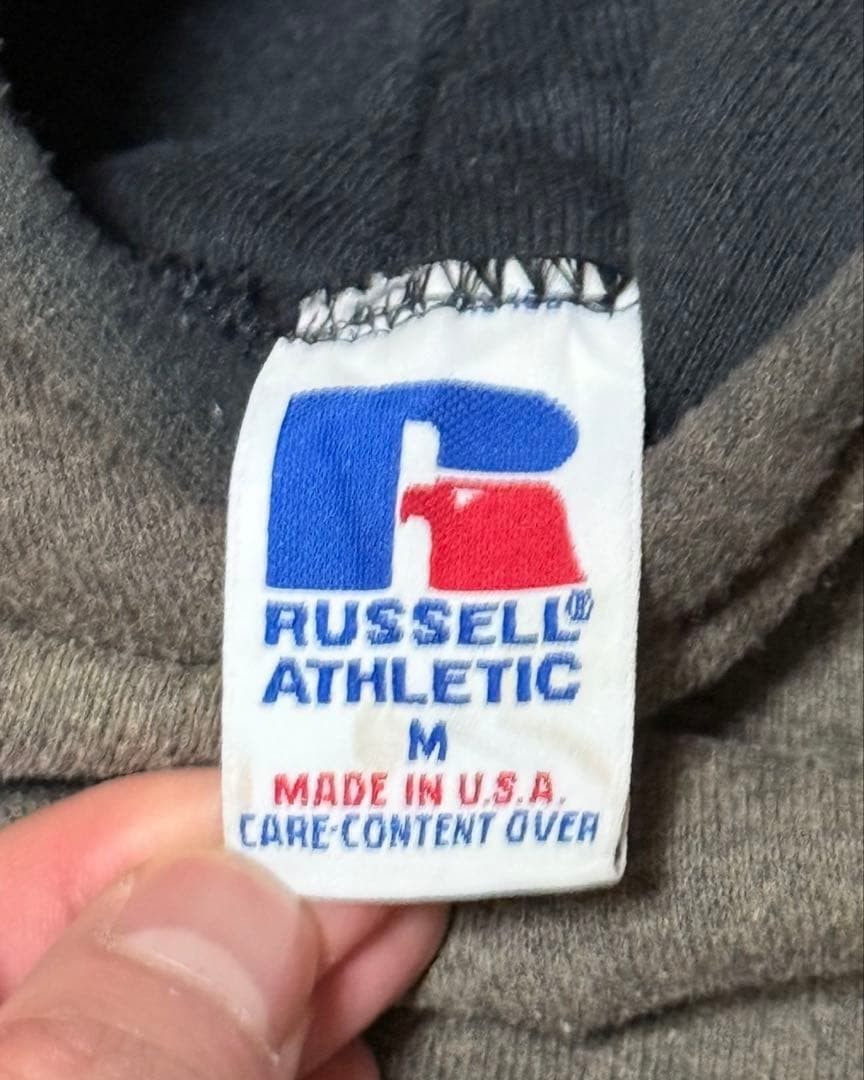 RUSSELL®
ATHLETIC
M
MADE IN U.S.A.
CARE-CONTENT OVER